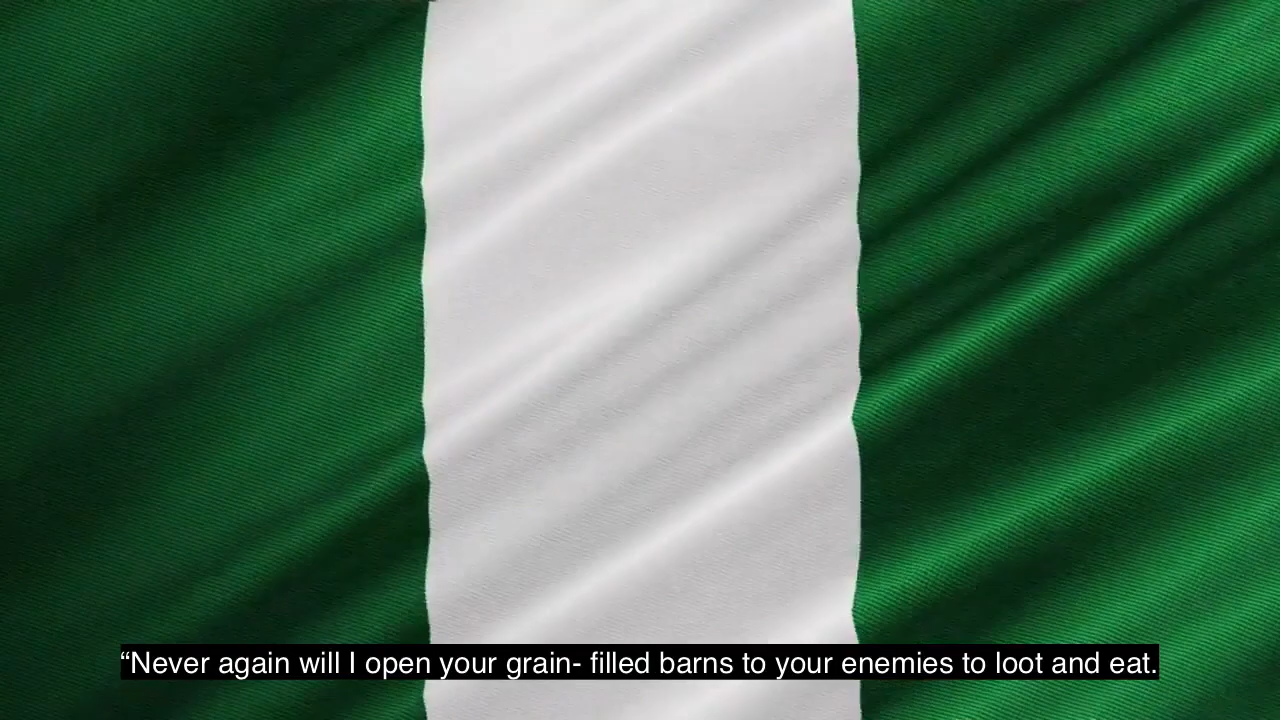 “Never again will I open your grain- filled barns to your enemies to loot and eat.